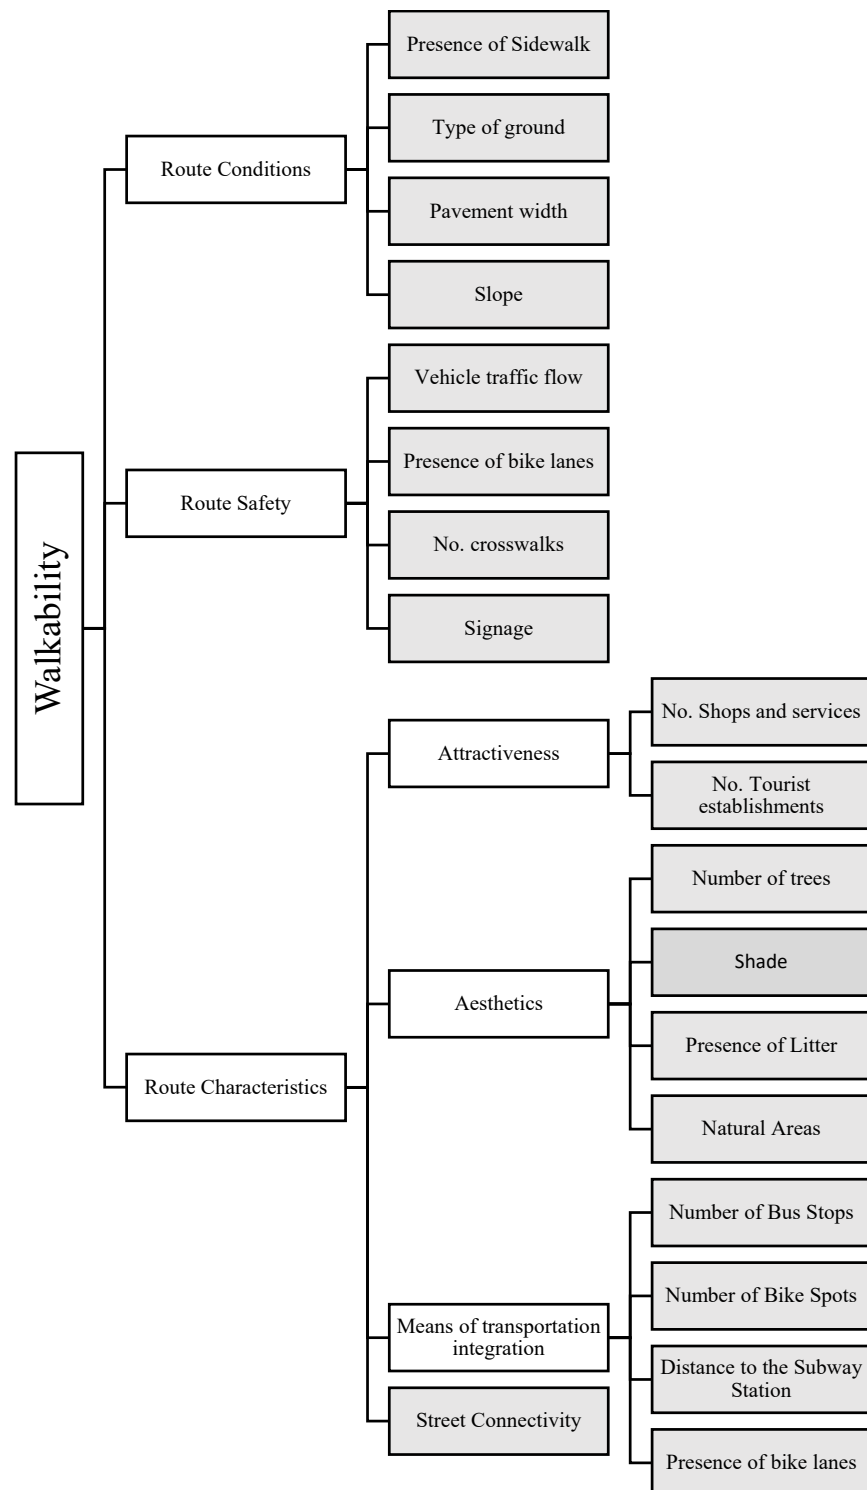 Walkability
Route Conditions
Presence of Sidewalk
Type of ground
Pavement width
Slope
Route Safety
Vehicle traffic flow
Presence of bike lanes
No. crosswalks
Signage
Route Characteristics
Attractiveness
No. Shops and services
No. Tourist
establishments
Aesthetics
Number of trees
Shade
Presence of Litter
Natural Areas
Means of transportation
integration
Number of Bus Stops
Number of Bike Spots
Distance to the Subway
Station
Presence of bike lanes
Street Connectivity